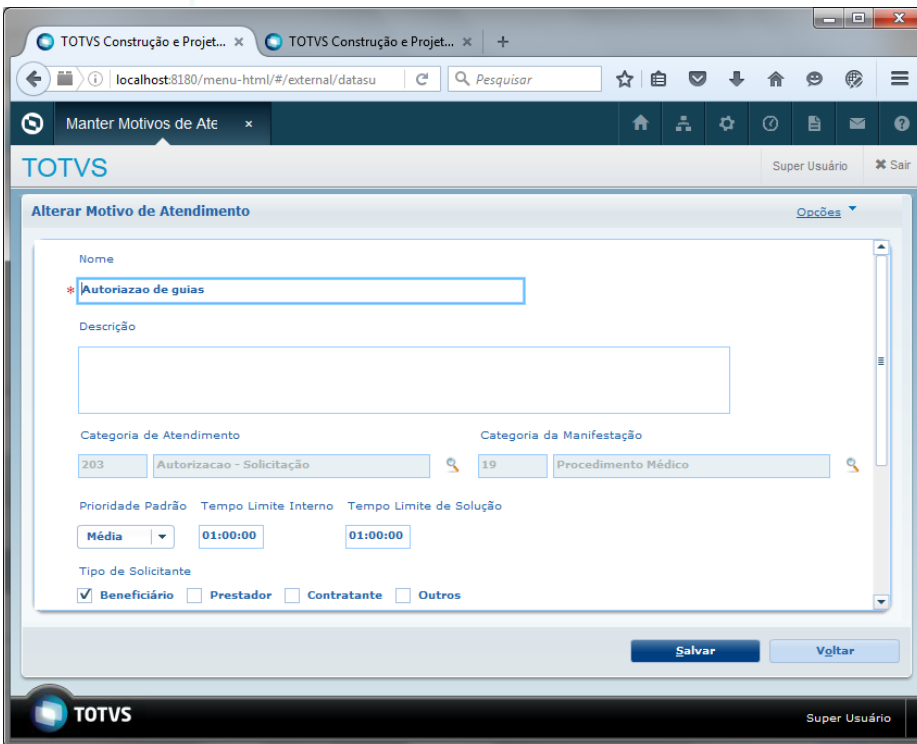 TOTVS Construção e Projet... × TOTVS Construção e Projet... × +
localhost:8180/menu-html/#/external/datasu Pesquisar
Manter Motivos de Ate ×
TOTVS Super Usuário ✖ Sair
Alterar Motivo de Atendimento Opções
Nome
* Autoriazao de guias
Descrição
Categoria de Atendimento Categoria da Manifestação
203 Autorizacao - Solicitação 19 Procedimento Médico
Prioridade Padrão Tempo Limite Interno Tempo Limite de Solução
Média 01:00:00 01:00:00
Tipo de Solicitante
Beneficiário Prestador Contratante Outros
Salvar Voltar
TOTVS Super Usuário